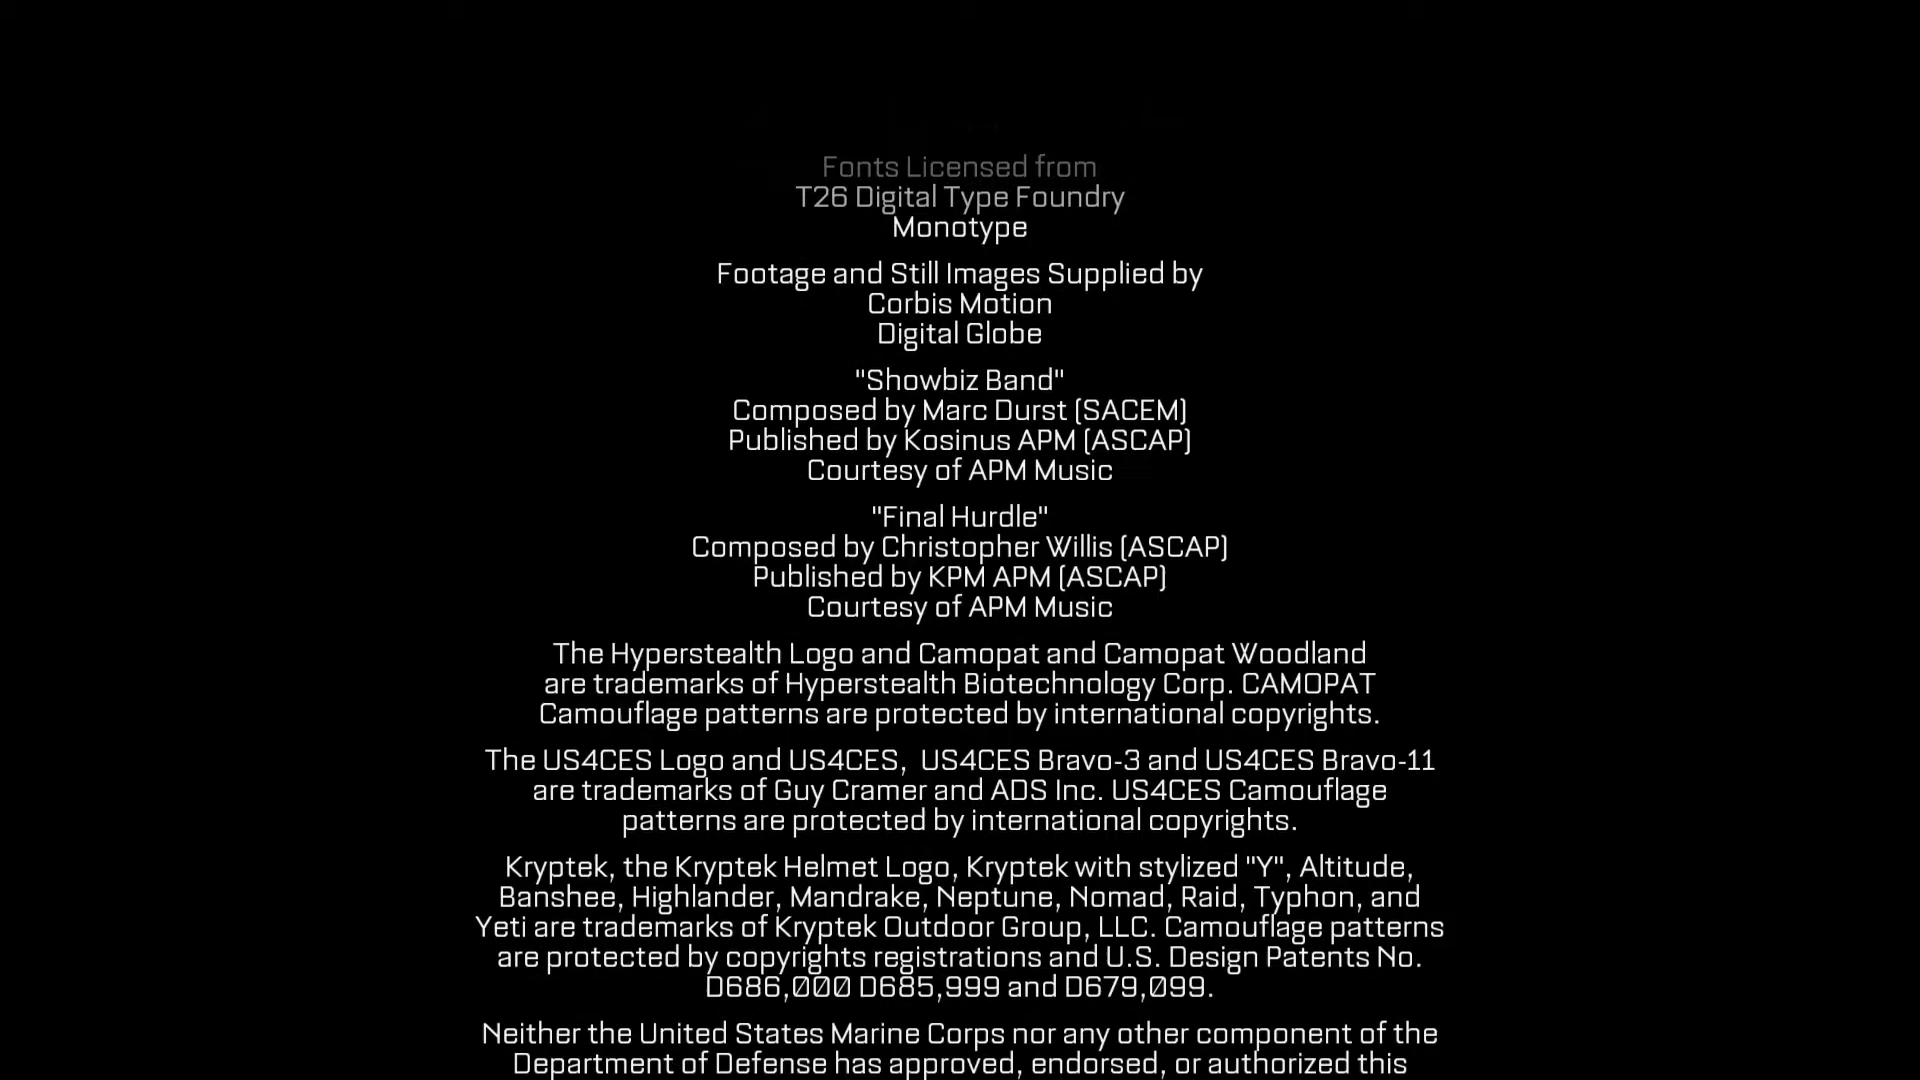 Fonts Licensed from
T26 Digital Type Foundry
Monotype
Footage and Still Images Supplied by
Corbis Motion
Digital Globe
"Showbiz Band"
Composed by Marc Durst (SACEM)
Published by Kosinus APM (ASCAP)
Courtesy of APM Music
"Final Hurdle"
Composed by Christopher Willis (ASCAP)
Published by KPM APM (ASCAP)
Courtesy of APM Music
The Hyperstealth Logo and Camopat and Camopat Woodland
are trademarks of Hyperstealth Biotechnology Corp. CAMOPAT
Camouflage patterns are protected by international copyrights.
The US4CES Logo and US4CES,  US4CES Bravo-3 and US4CES Bravo-11
are trademarks of Guy Cramer and ADS Inc. US4CES Camouflage
patterns are protected by international copyrights.
Kryptek, the Kryptek Helmet Logo, Kryptek with stylized "Y", Altitude,
Banshee, Highlander, Mandrake, Neptune, Nomad, Raid, Typhon, and
Yeti are trademarks of Kryptek Outdoor Group, LLC. Camouflage patterns
are protected by copyrights registrations and U.S. Design Patents No.
D686,000 D685,999 and D679,099.
Neither the United States Marine Corps nor any other component of the
Department of Defense has approved, endorsed, or authorized this